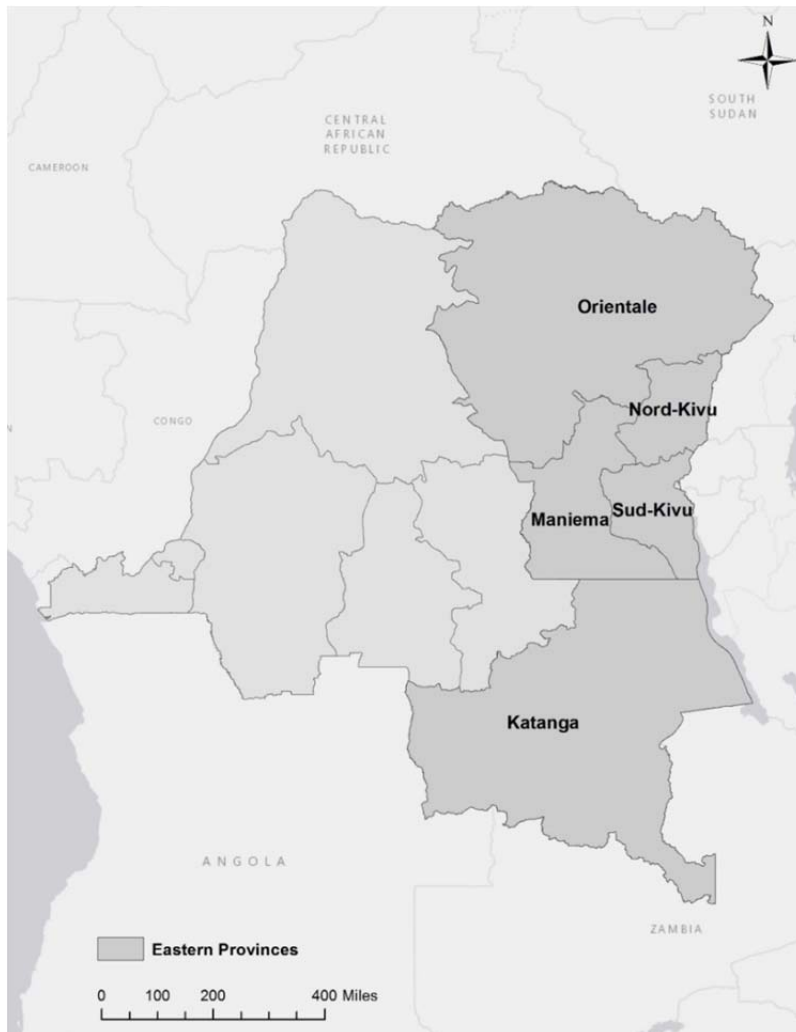 N
SOUTH
SUDAN
CENTRAL
AFRICAN
REPUBLIC
CAMEROON
Orientale
Nord-Kivu
CONGO
N
Maniema
Sud-Kivu
Katanga
ANGOLA
ZAMBIA
Eastern Provinces
0 100 200 400 Miles